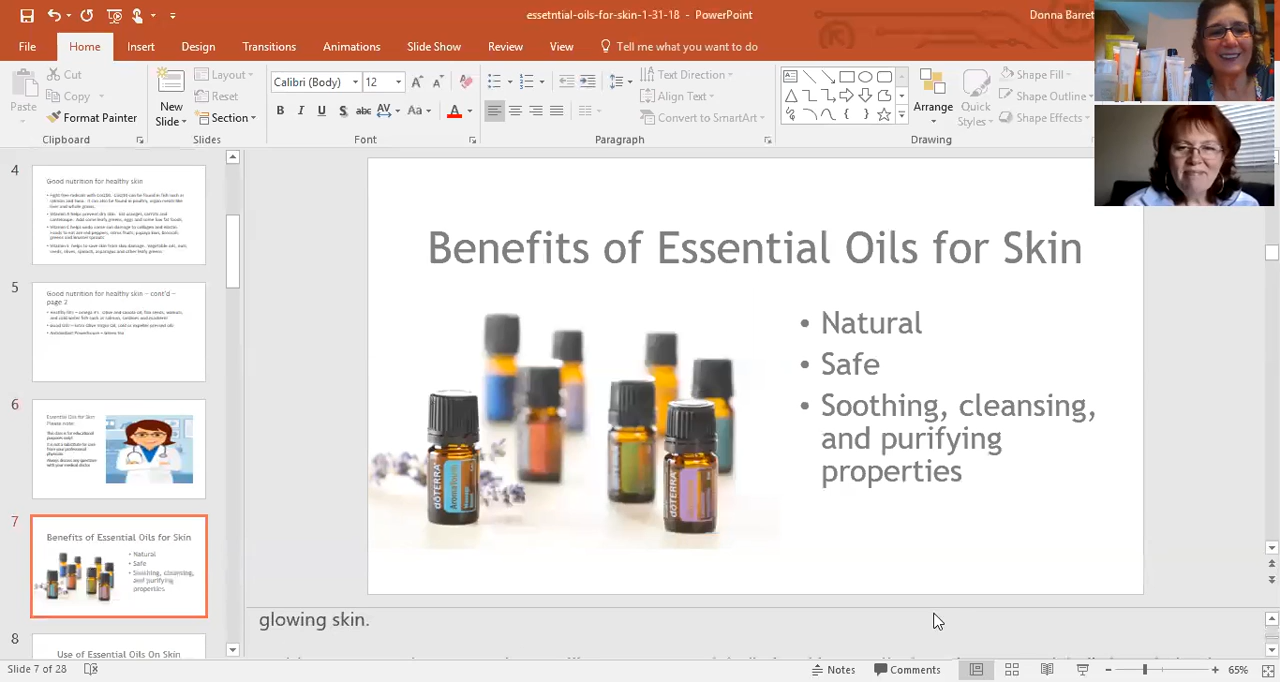 essetntial-oils-for-skin-1-31-18 - PowerPoint
Donna Barret
File Home Insert Design Transitions Animations Slide Show Review View Tell me what you want to do
Paste
Cut
Copy
Format Painter
Clipboard
New
Slide
Layout
Reset
Section
Slides
Calibri (Body) 12
B I U S abc AV Aa A
Font
Text Direction
Align Text
Convert to SmartArt
Paragraph
Arrange
Quick
Styles
Shape Fill
Shape Outline
Shape Effects
Drawing
4
Good nutrition for healthy skin
5
Good nutrition for healthy skin – cont'd –
page 2
6
Essential Oils for Skin
7
Benefits of Essential Oils for Skin
• Natural
• Safe
• Soothing, cleansing,
and purifying
properties
8
Use of Essential Oils On Skin
Benefits of Essential Oils for Skin
• Natural
• Safe
• Soothing, cleansing,
and purifying
properties
dōTERRA
AromaTouch
dōTERRA
glowing skin.
Slide 7 of 28
Notes Comments 65%